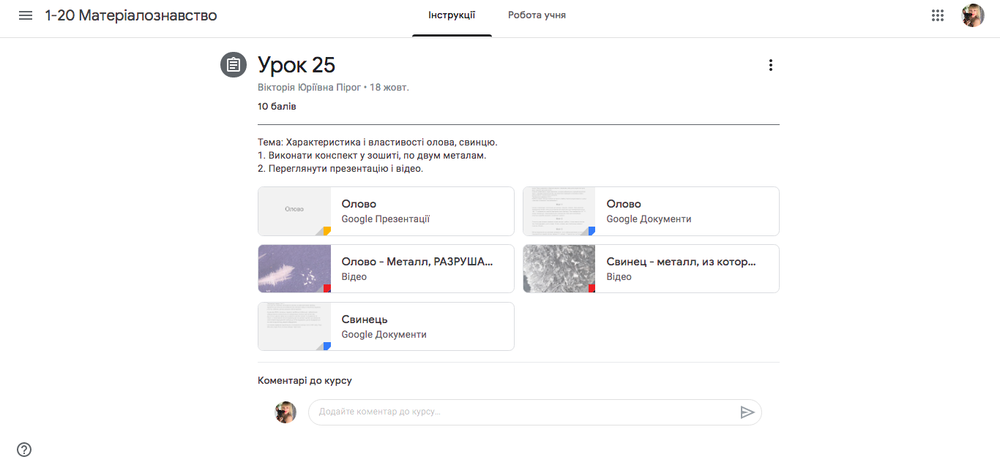 1-20 Матеріалознавство
Інструкції
Робота учня
Урок 25
Вікторія Юріївна Пірог • 18 жовт.
10 балів
Тема: Характеристика і властивості олова, свинцю.
1. Виконати конспект у зошиті, по двум металам.
2. Переглянути презентацію і відео.
Олово
Олово
Google Презентації
Олово
Google Документи
Олово - Металл, РАЗРУША...
Відео
Свинец - металл, из котор...
Відео
Свинець
Google Документи
Коментарі до курсу
Додайте коментар до курсу...